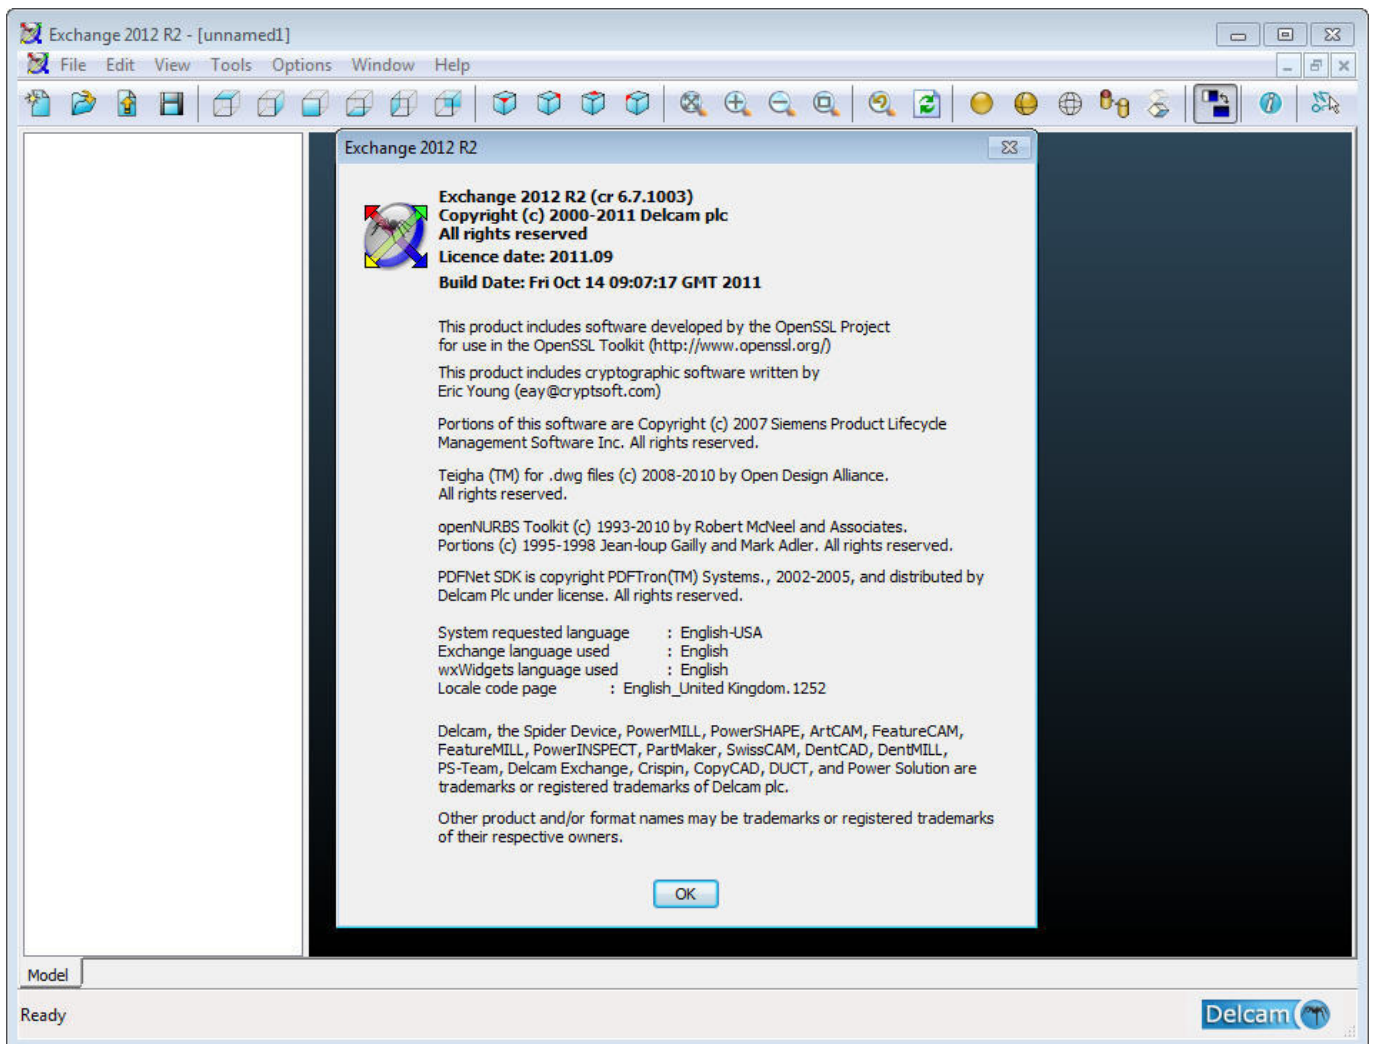 Exchange 2012 R2 - [unnamed1]
File Edit View Tools Options Window Help
Exchange 2012 R2
Exchange 2012 R2 (cr 6.7.1003)
Copyright (c) 2000-2011 Delcam plc
All rights reserved
Licence date: 2011.09
Build Date: Fri Oct 14 09:07:17 GMT 2011
This product includes software developed by the OpenSSL Project
for use in the OpenSSL Toolkit (http://www.openssl.org/)
This product includes cryptographic software written by
Eric Young (eay@cryptsoft.com)
Portions of this software are Copyright (c) 2007 Siemens Product Lifecycle
Management Software Inc. All rights reserved.
Teigha (TM) for .dwg files (c) 2008-2010 by Open Design Alliance.
All rights reserved.
openNURBS Toolkit (c) 1993-2010 by Robert McNeel and Associates.
Portions (c) 1995-1998 Jean-loup Gailly and Mark Adler. All rights reserved.
PDFNet SDK is copyright PDFTron(TM) Systems., 2002-2005, and distributed by
Delcam Plc under license. All rights reserved.
System requested language : English-USA
Exchange language used : English
wxWidgets language used : English
Locale code page : English_United Kingdom.1252
Delcam, the Spider Device, PowerMILL, PowerSHAPE, ArtCAM, FeatureCAM,
FeatureMILL, PowerINSPECT, PartMaker, SwissCAM, DentCAD, DentMILL,
PS-Team, Delcam Exchange, Crispin, CopyCAD, DUCT, and Power Solution are
trademarks or registered trademarks of Delcam plc.
Other product and/or format names may be trademarks or registered trademarks
of their respective owners.
OK
Model
Ready
Delcam